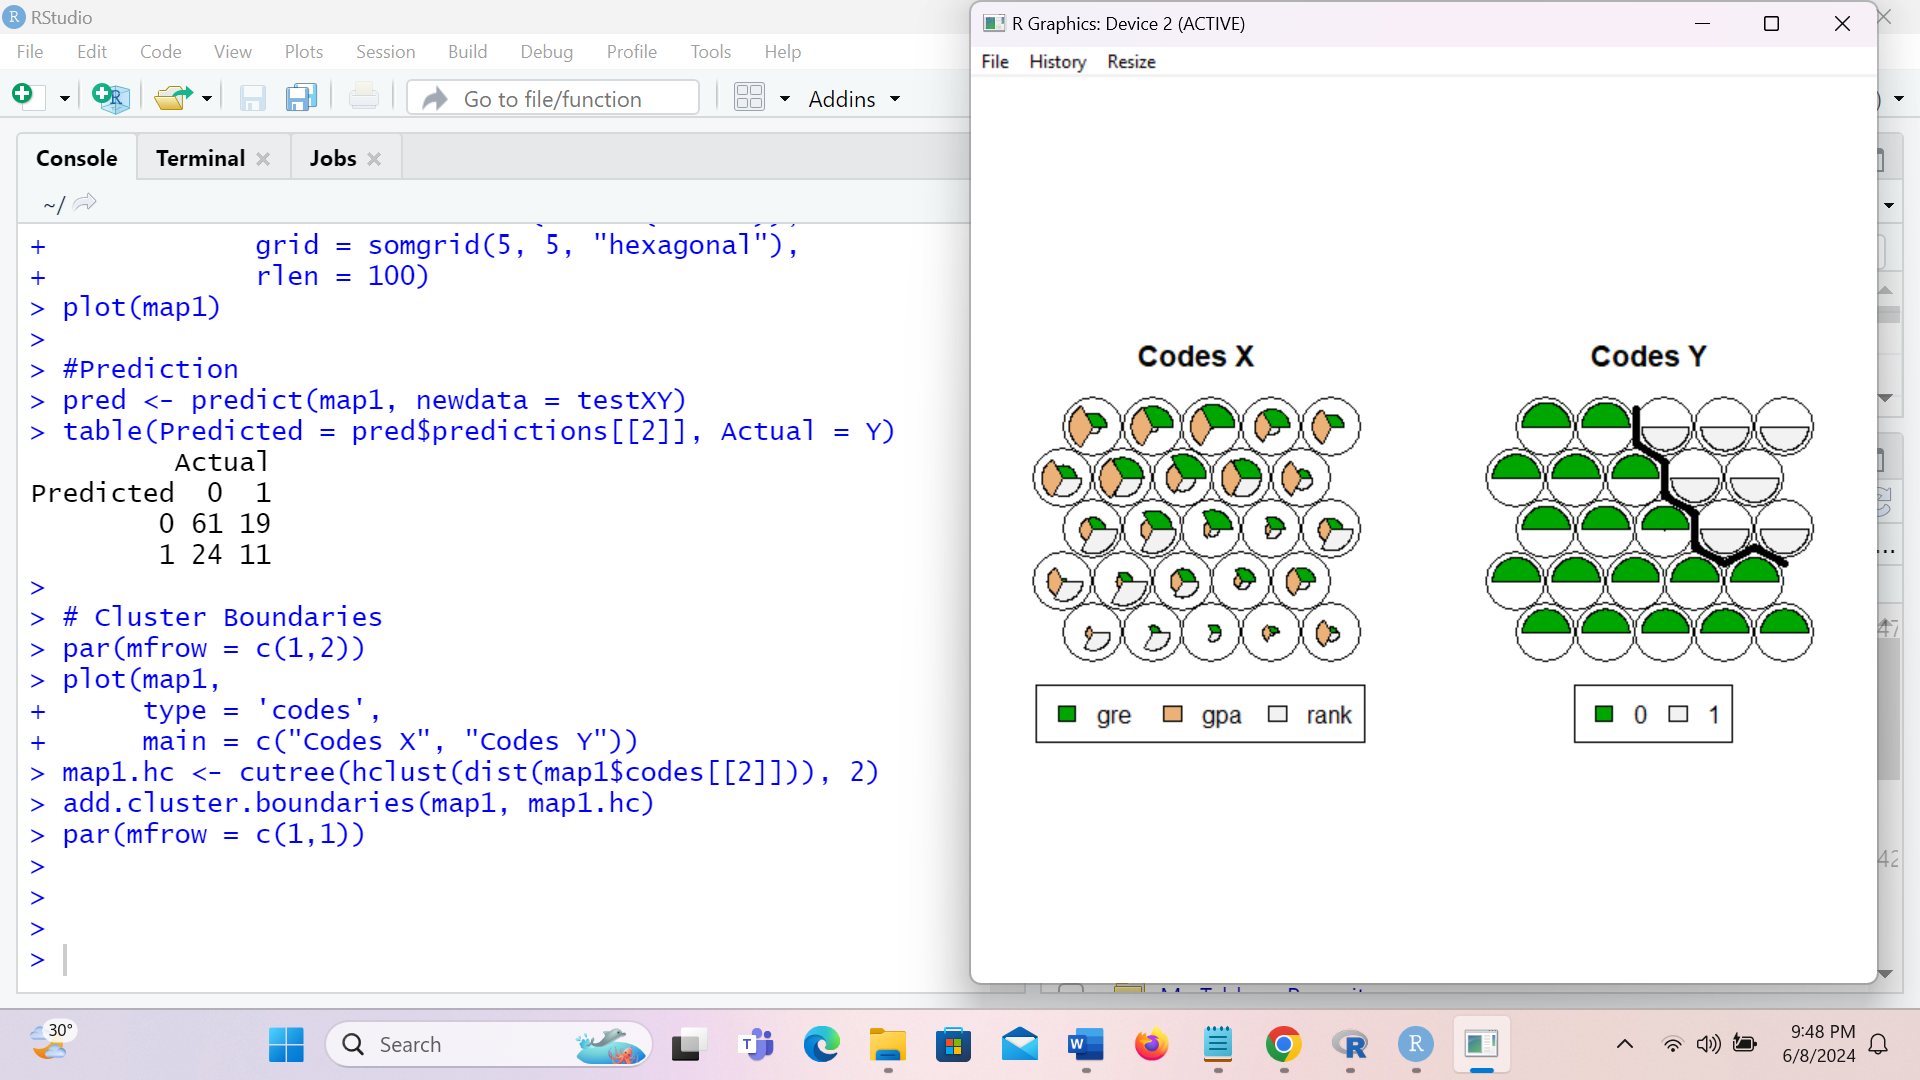 RStudio
File Edit Code View Plots Session Build Debug Profile Tools Help
Go to file/function
Addins
Console Terminal Jobs
~/
+ grid = somgrid(5, 5, "hexagonal"),
+ rlen = 100)
> plot(map1)
>
> #Prediction
> pred <- predict(map1, newdata = testXY)
> table(Predicted = pred$predictions[[2]], Actual = Y)
Actual
Predicted 0 1
0 61 19
1 24 11
>
> # Cluster Boundaries
> par(mfrow = c(1,2))
> plot(map1,
+ type = 'codes',
+ main = c("Codes X", "Codes Y"))
> map1.hc <- cutree(hclust(dist(map1$codes[[2]])), 2)
> add.cluster.boundaries(map1, map1.hc)
> par(mfrow = c(1,1))
>
>
>
>
R Graphics: Device 2 (ACTIVE)
File History Resize
Codes X
Codes Y
gre gpa rank
0 1
47
42
30°
Search
9:48 PM
6/8/2024